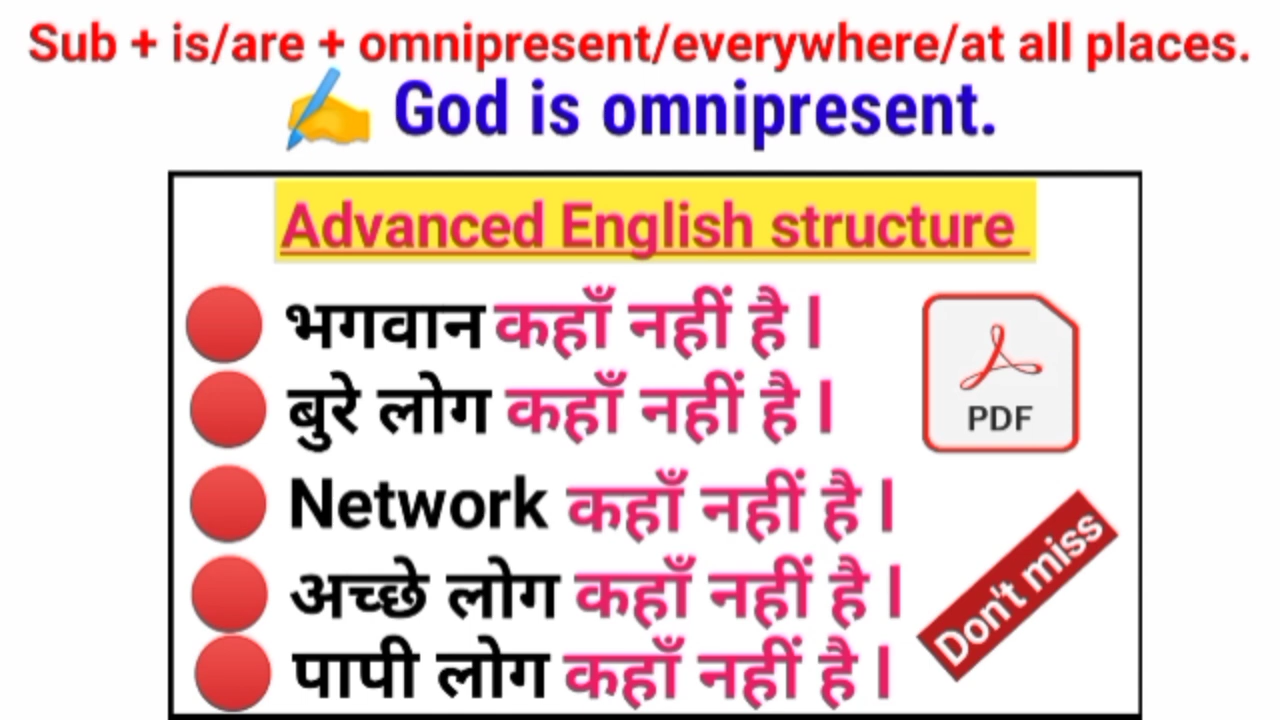 Sub + is/are + omnipresent/everywhere/at all places.
✍ God is omnipresent.
Advanced English structure
भगवान कहाँ नहीं है।
बुरे लोग कहाँ नहीं है।
PDF
Network कहाँ नहीं है।
अच्छे लोग कहाँ नहीं है।
Don't miss
पापी लोग कहाँ नहीं है।